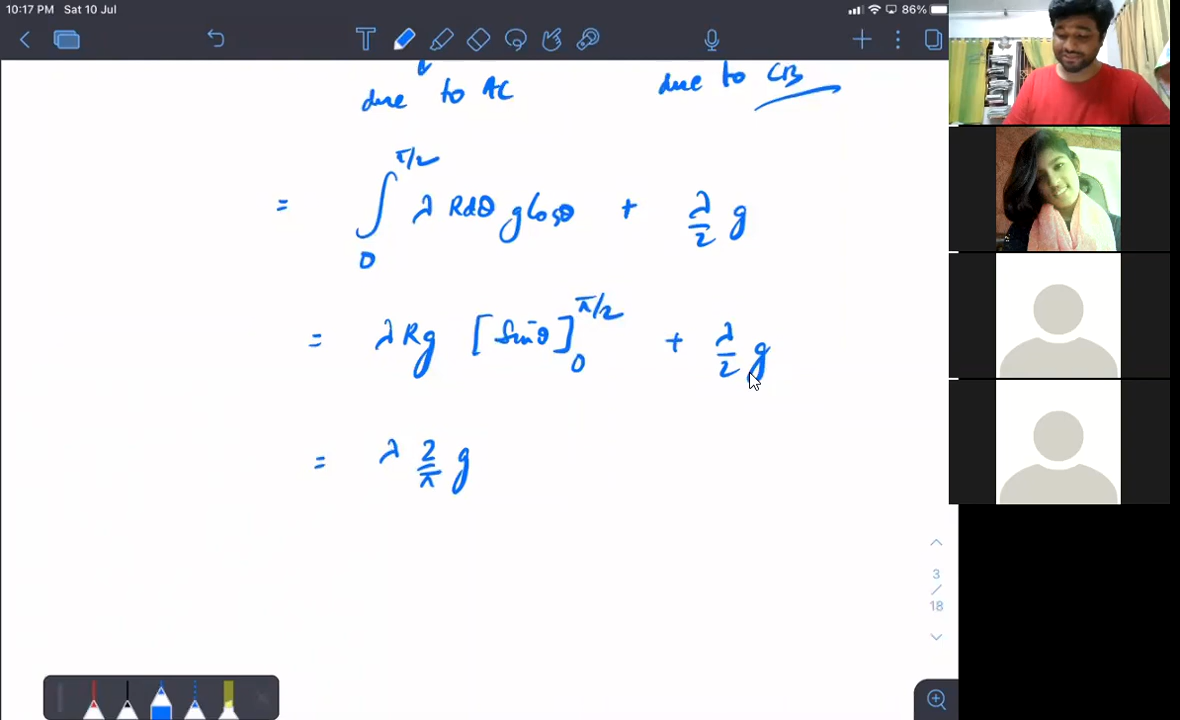 10:17 PM Sat 10 Jul 86%
due to AC due to CB
= ∫₀^(π/2) λ Rdθ g Cosθ + λ/2 g
= λRg [Sinθ]₀^(π/2) + λ/2 g
= λ 2/π g
3
/
18